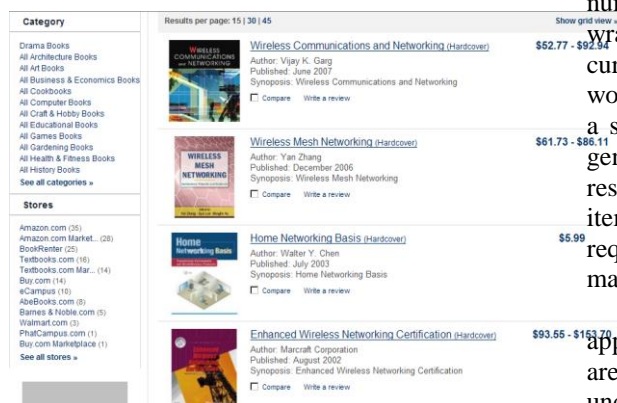 Category
Drama Books
All Architecture Books
All Art Books
All Business & Economics Books
All Cookbooks
All Computer Books
All Craft & Hobby Books
All Educational Books
All Games Books
All Gardening Books
All Health & Fitness Books
All History Books
See all categories »
Stores
Amazon.com (35)
Amazon.com Market... (28)
BookRenter (25)
Textbooks.com (16)
Textbooks.com Mar... (14)
Buy.com (14)
eCampus (10)
AbeBooks.com (8)
Barnes & Noble.com (5)
Walmart.com (3)
PhatCampus.com (1)
Buy.com Marketplace (1)
See all stores »
Results per page: 15 | 30 | 45
Show grid view »
WIRELESS
COMMUNICATIONS
and NETWORKING
Wireless Communications and Networking (Hardcover)
$52.77 - $92.94
Author: Vijay K. Garg
Published: June 2007
Synopsis: Wireless Communications and Networking
Compare Write a review
WIRELESS
MESH
NETWORKING
Wireless Mesh Networking (Hardcover)
$61.73 - $86.11
Author: Yan Zhang
Published: December 2006
Synopsis: Wireless Mesh Networking
Compare Write a review
Home
Networking Basis
Home Networking Basis (Hardcover)
$5.99
Author: Walter Y. Chen
Published: July 2003
Synopsis: Home Networking Basis
Compare Write a review
Enhanced Wireless Networking Certification (Hardcover)
$93.55 - $153.70
Author: Marcraft Corporation
Published: August 2002
Synopsis: Enhanced Wireless Networking Certification
Compare Write a review
wra
cur
wo
a s
gen
res
iter
req
ma
app
are